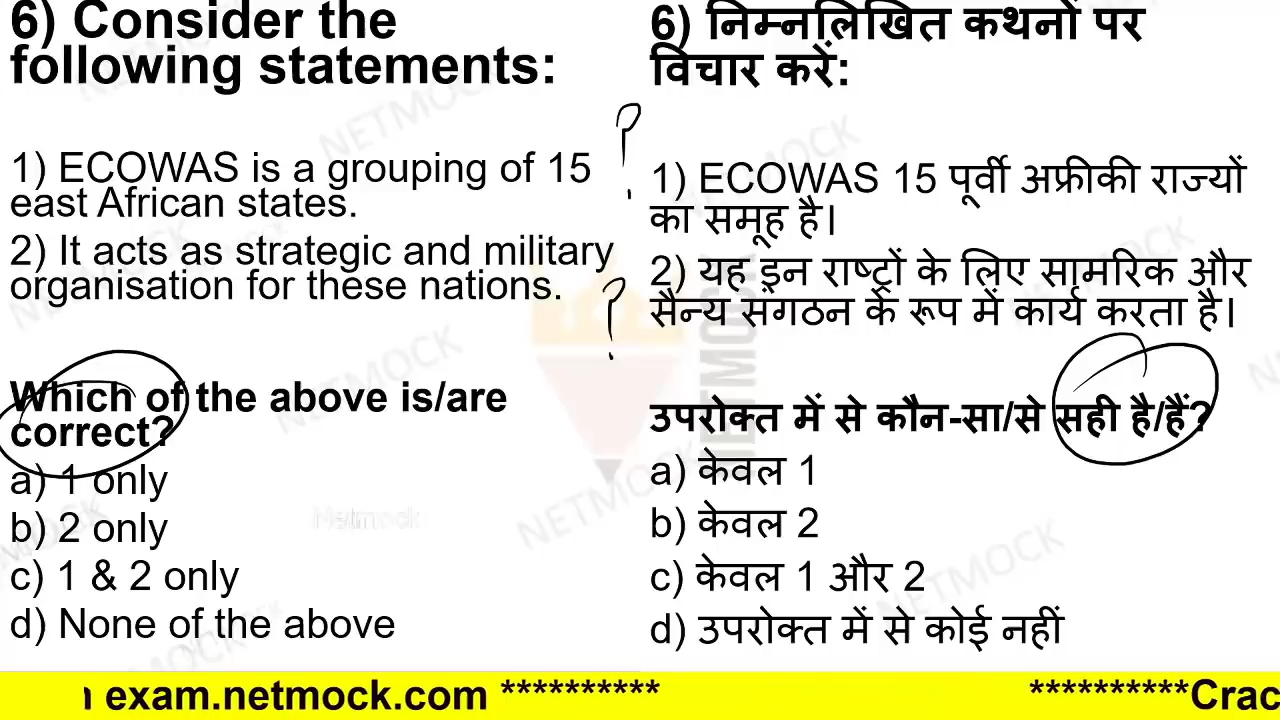 6) Consider the
following statements:
1) ECOWAS is a grouping of 15
east African states.
2) It acts as strategic and military
organisation for these nations.
Which of the above is/are
correct?
a) 1 only
b) 2 only
c) 1 & 2 only
d) None of the above
6) निम्नलिखित कथनों पर
विचार करें:
1) ECOWAS 15 पूर्वी अफ्रीकी राज्यों
का समूह है।
2) यह इन राष्ट्रों के लिए सामरिक और
सैन्य संगठन के रूप में कार्य करता है।
उपरोक्त में से कौन-सा/से सही है/हैं?
a) केवल 1
b) केवल 2
c) केवल 1 और 2
d) उपरोक्त में से कोई नहीं
?
?
NETMOCK
Netmock
exam.netmock.com ********** **********Crac